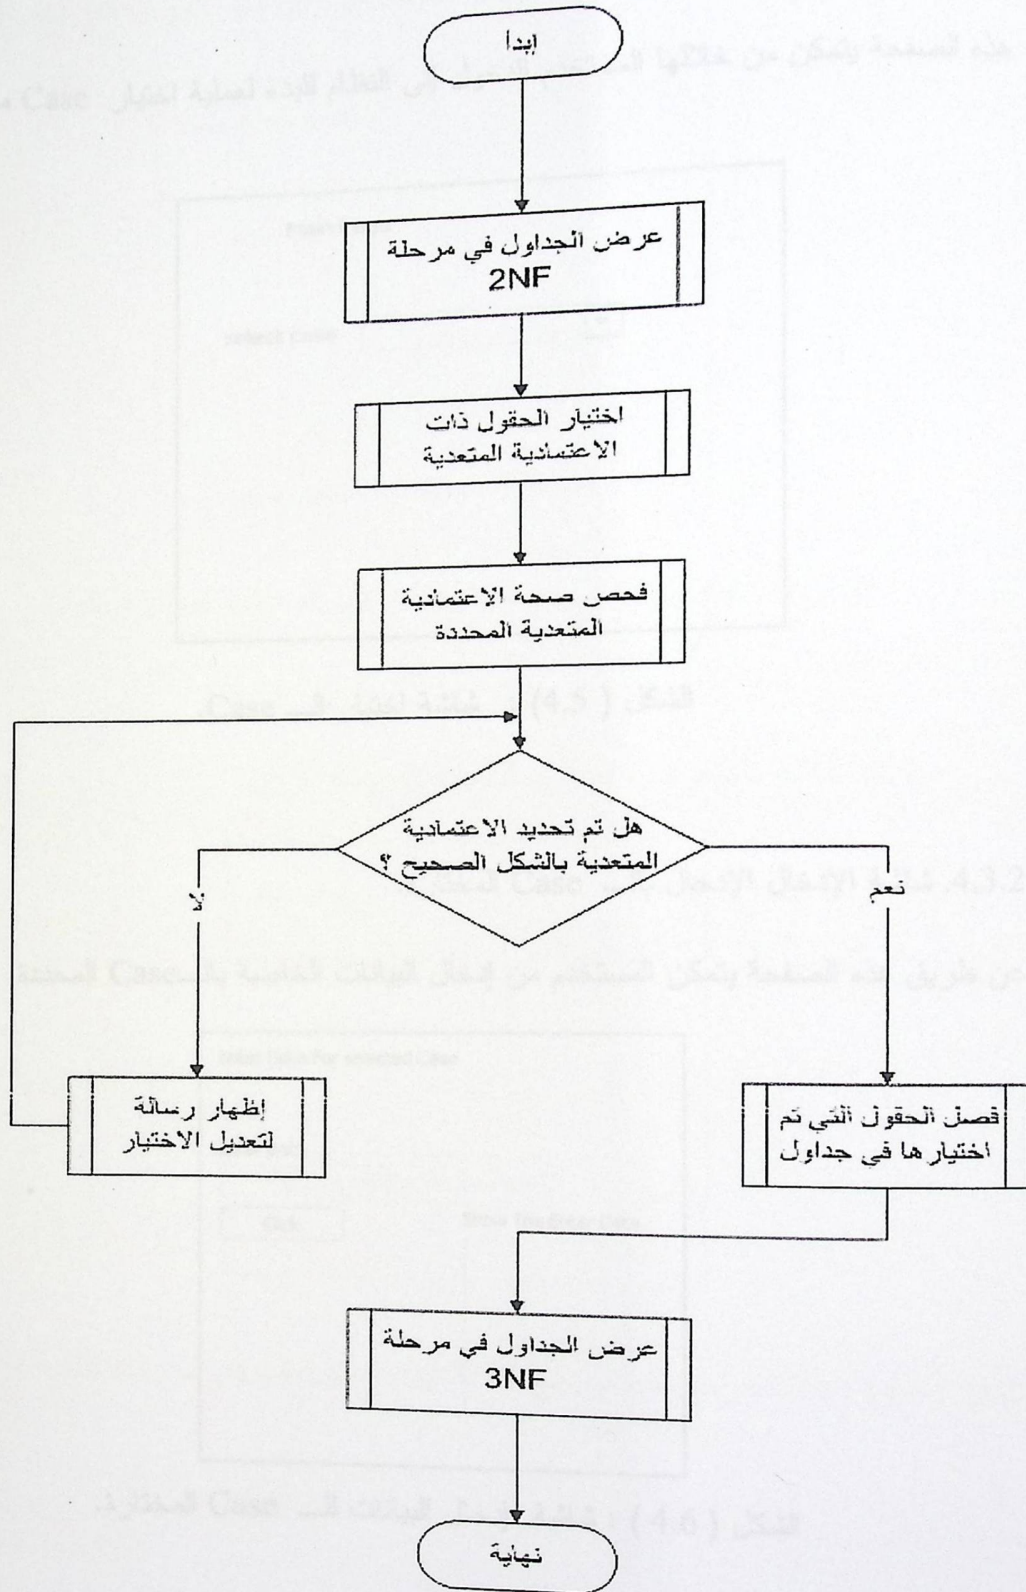 ابدأ
عرض الجداول في مرحلة
2NF
اختيار الحقول ذات
الاعتمادية المتعدية
فحص صحة الاعتمادية
المتعدية المحددة
هل تم تحديد الاعتمادية
المتعدية بالشكل الصحيح ؟
نعم
لا
إظهار رسالة
لتعديل الاختيار
فصل الحقول التي تم
اختيارها في جداول
عرض الجداول في مرحلة
3NF
نهاية